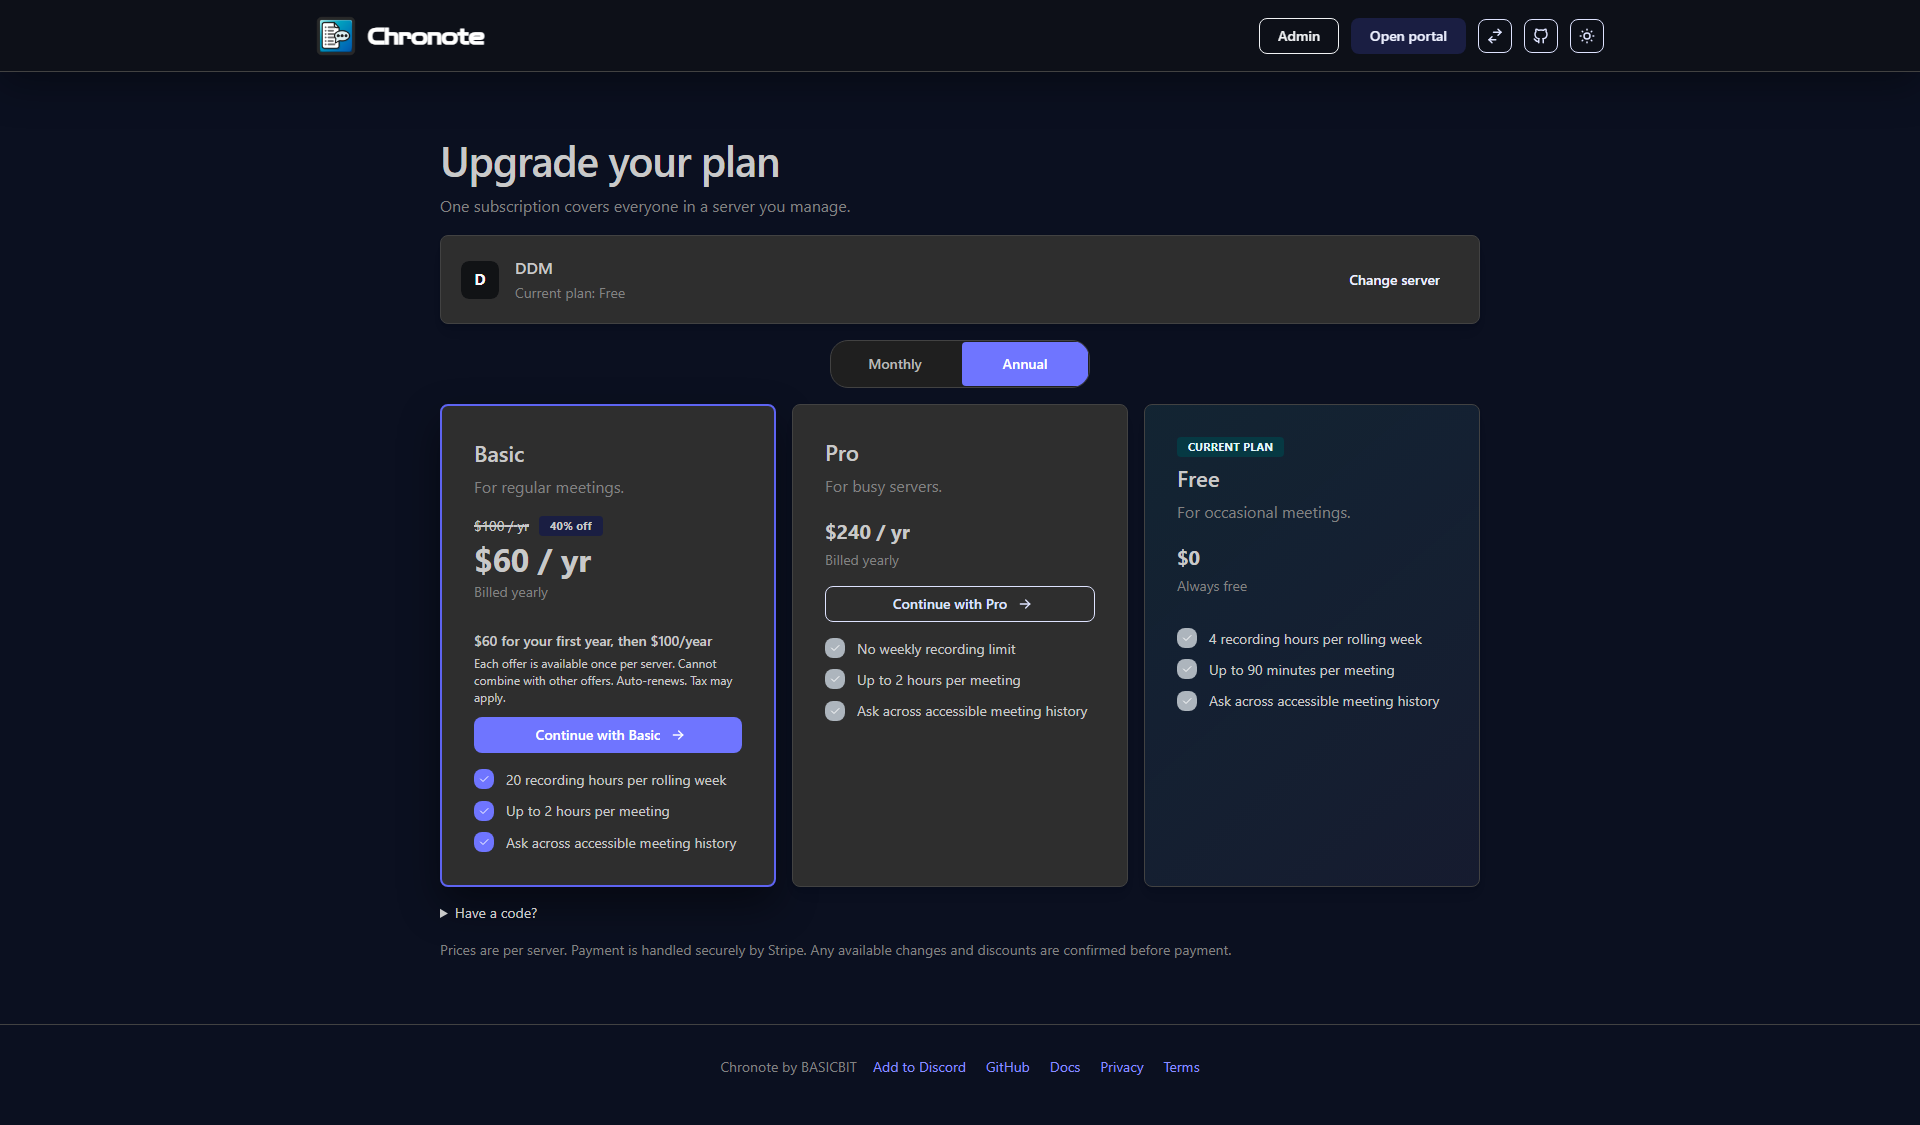 Chronote
Admin
Open portal
Upgrade your plan
One subscription covers everyone in a server you manage.
D
DDM
Current plan: Free
Change server
Monthly
Annual
Basic
For regular meetings.
$100 / yr
40% off
$60 / yr
Billed yearly
$60 for your first year, then $100/year
Each offer is available once per server. Cannot
combine with other offers. Auto-renews. Tax may
apply.
Continue with Basic →
20 recording hours per rolling week
Up to 2 hours per meeting
Ask across accessible meeting history
Pro
For busy servers.
$240 / yr
Billed yearly
Continue with Pro →
No weekly recording limit
Up to 2 hours per meeting
Ask across accessible meeting history
CURRENT PLAN
Free
For occasional meetings.
$0
Always free
4 recording hours per rolling week
Up to 90 minutes per meeting
Ask across accessible meeting history
Have a code?
Prices are per server. Payment is handled securely by Stripe. Any available changes and discounts are confirmed before payment.
Chronote by BASICBIT
Add to Discord
GitHub
Docs
Privacy
Terms